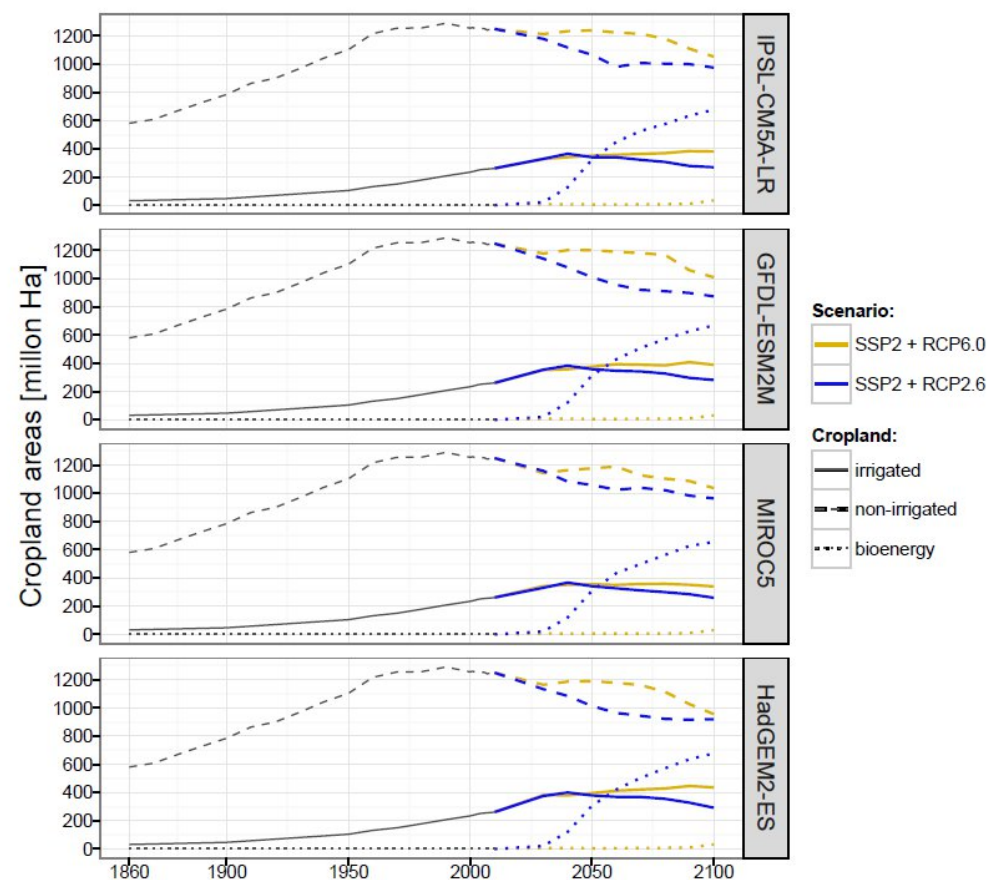 Cropland areas [millon Ha]
1200
1000
800
600
400
200
0
IPSL-CM5A-LR
1200
1000
800
600
400
200
0
GFDL-ESM2M
1200
1000
800
600
400
200
0
MIROC5
1200
1000
800
600
400
200
0
HadGEM2-ES
1860 1900 1950 2000 2050 2100
Scenario:
SSP2 + RCP6.0
SSP2 + RCP2.6
Cropland:
irrigated
non-irrigated
bioenergy